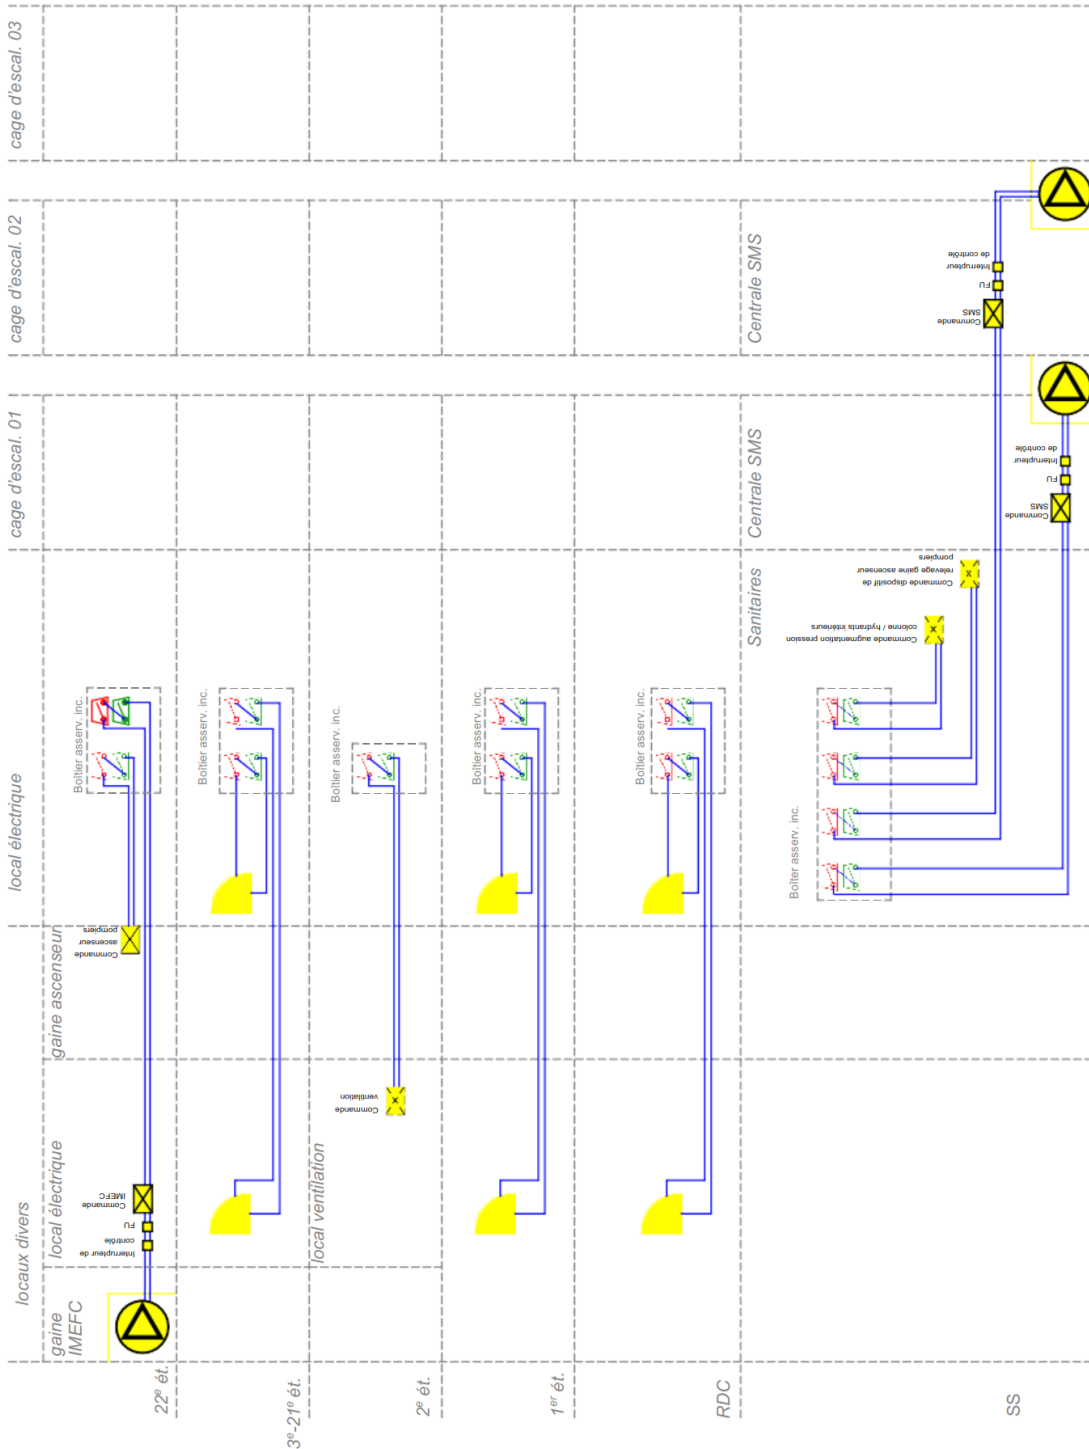 locaux divers
local électrique
cage d'escal. 01
cage d'escal. 02
cage d'escal. 03
22e ét.
gaine
IMEFC
local électrique
gaine ascenseur
Interrupteur de
contrôle
FU
Commande
IMEFC
Commande
ascenseur
pompiers
Boîtier asserv. inc.
3e-21e ét.
Boîtier asserv. inc.
2e ét.
local ventilation
Commande
ventilation
Boîtier asserv. inc.
1er ét.
Boîtier asserv. inc.
RDC
Boîtier asserv. inc.
SS
Sanitaires
Centrale SMS
Centrale SMS
Boîtier asserv. inc.
Commande augmentation pression
colonne / hydrants intérieurs
Commande dispositif de
relevage gaine ascenseur
pompiers
Commande
SMS
FU
Interrupteur
de contrôle
Commande
SMS
FU
Interrupteur
de contrôle